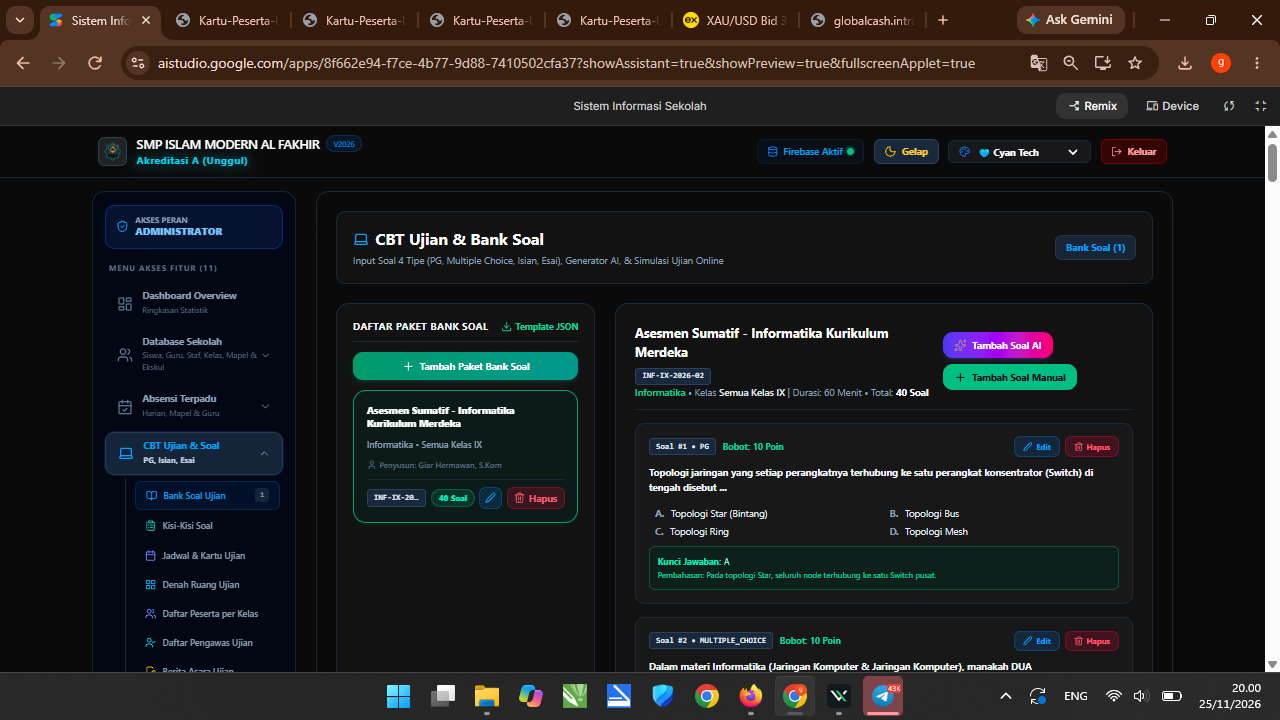 Sistem Info
Kartu-Peserta-U
Kartu-Peserta-U
Kartu-Peserta-U
Kartu-Peserta-U
XAU/USD Bid 3
globalcash.intra
Ask Gemini
aistudio.google.com/apps/8f662e94-f7ce-4b77-9d88-7410502cfa37?showAssistant=true&showPreview=true&fullscreenApplet=true
g
Sistem Informasi Sekolah
Remix
Device
SMP ISLAM MODERN AL FAKHIR
V2026
Akreditasi A (Unggul)
Firebase Aktif
Gelap
Cyan Tech
Keluar
AKSES PERAN
ADMINISTRATOR
MENU AKSES FITUR (11)
Dashboard Overview
Ringkasan Statistik
Database Sekolah
Siswa, Guru, Staf, Kelas, Mapel &
Ekskul
Absensi Terpadu
Harian, Mapel & Guru
CBT Ujian & Soal
PG, Isian, Esai
Bank Soal Ujian
1
Kisi-Kisi Soal
Jadwal & Kartu Ujian
Denah Ruang Ujian
Daftar Peserta per Kelas
Daftar Pengawas Ujian
Berita Acara Ujian
CBT Ujian & Bank Soal
Input Soal 4 Tipe (PG, Multiple Choice, Isian, Esai), Generator AI, & Simulasi Ujian Online
Bank Soal (1)
DAFTAR PAKET BANK SOAL
Template JSON
Tambah Paket Bank Soal
Asesmen Sumatif - Informatika
Kurikulum Merdeka
Informatika • Semua Kelas IX
Penyusun: Giar Hermawan, S.Kom
INF-IX-20…
40 Soal
Hapus
Asesmen Sumatif - Informatika Kurikulum
Merdeka
INF-IX-2026-02
Informatika • Kelas Semua Kelas IX | Durasi: 60 Menit • Total: 40 Soal
Tambah Soal AI
Tambah Soal Manual
Soal #1 • PG
Bobot: 10 Poin
Edit
Hapus
Topologi jaringan yang setiap perangkatnya terhubung ke satu perangkat konsentrator (Switch) di
tengah disebut ...
A. Topologi Star (Bintang)
B. Topologi Bus
C. Topologi Ring
D. Topologi Mesh
Kunci Jawaban: A
Pembahasan: Pada topologi Star, seluruh node terhubung ke satu Switch pusat.
Soal #2 • MULTIPLE_CHOICE
Bobot: 10 Poin
Edit
Hapus
Dalam materi Informatika (Jaringan Komputer & Jaringan Komputer), manakah DUA
43K
ENG
20.00
25/11/2026